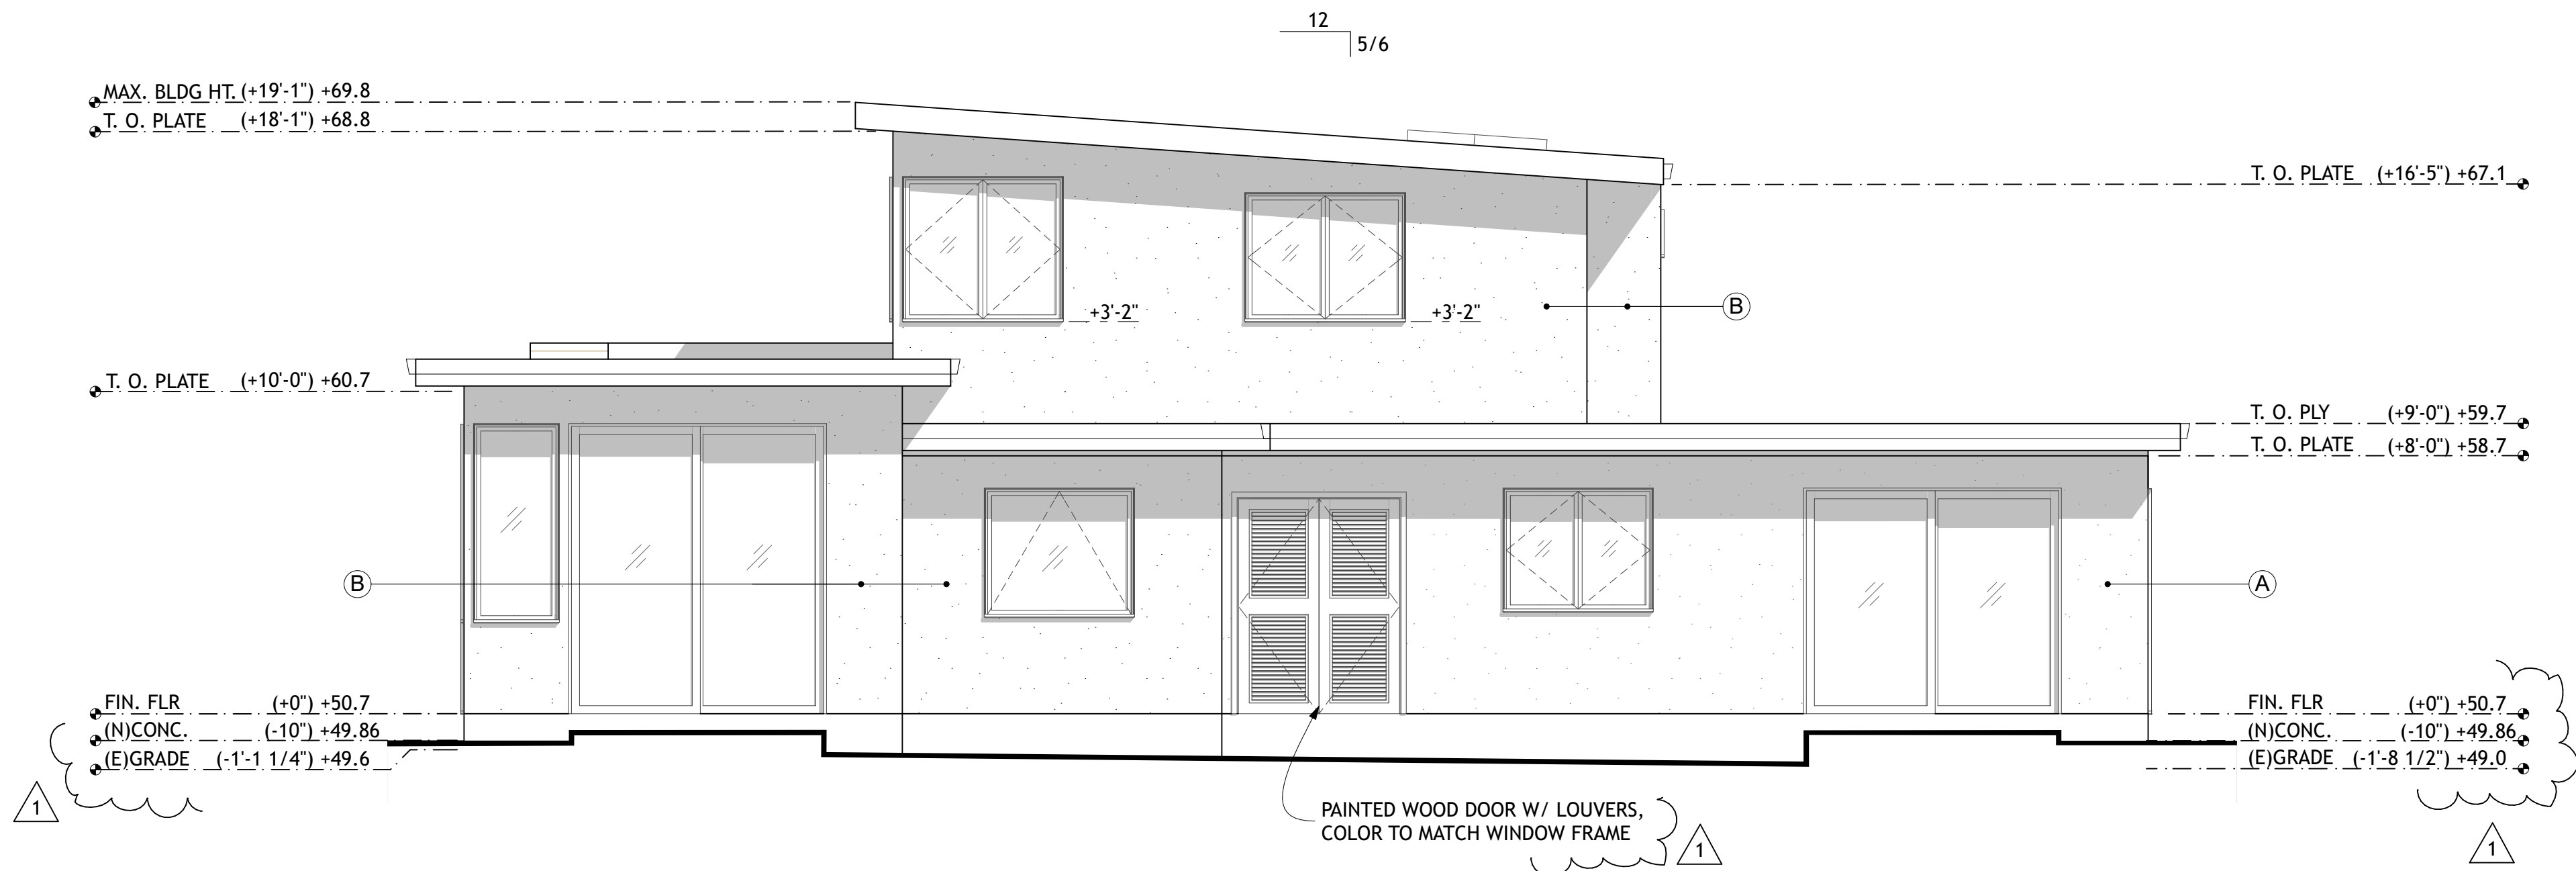 12
5/6
MAX. BLDG HT. (+19'-1") +69.8
T. O. PLATE (+18'-1") +68.8
T. O. PLATE (+16'-5") +67.1
+3'-2"
+3'-2"
B
T. O. PLATE (+10'-0") +60.7
T. O. PLY (+9'-0") +59.7
T. O. PLATE (+8'-0") +58.7
B
A
FIN. FLR (+0") +50.7
(N)CONC. (-10") +49.86
(E)GRADE (-1'-1 1/4") +49.6
1
FIN. FLR (+0") +50.7
(N)CONC. (-10") +49.86
(E)GRADE (-1'-8 1/2") +49.0
PAINTED WOOD DOOR W/ LOUVERS,
COLOR TO MATCH WINDOW FRAME
1
1